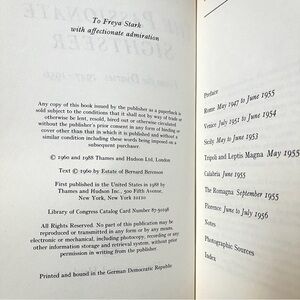 To Freya Stark
with affectionate admiration
Any copy of this book issued by the publisher as a paperback is
sold subject to the conditions that it shall not by way of trade or
otherwise be lent, resold, hired out or otherwise circulated
without the publisher's prior consent in any form of binding or
cover other than that in which it is published and without a
similar condition including these words being imposed on a
subsequent purchaser.
© 1960 and 1988 Thames and Hudson Ltd, London
Text © 1960 by Estate of Bernard Berenson
First published in the United States in 1988 by
Thames and Hudson Inc., 500 Fifth Avenue,
New York, New York 10110
Library of Congress Catalog Card Number 87-50196
All Rights Reserved. No part of this publication may be
reproduced or transmitted in any form or by any means,
electronic or mechanical, including photocopy, recording or any
other information storage and retrieval system, without prior
permission in writing from the publisher.
Printed and bound in the German Democratic Republic
Preface
Rome May 1947 to June 1955
Venice July 1951 to June 1954
Sicily May to June 1953
Tripoli and Leptis Magna May 1955
Calabria June 1955
The Romagna September 1955
Florence June to July 1956
Notes
Photographic Sources
Index